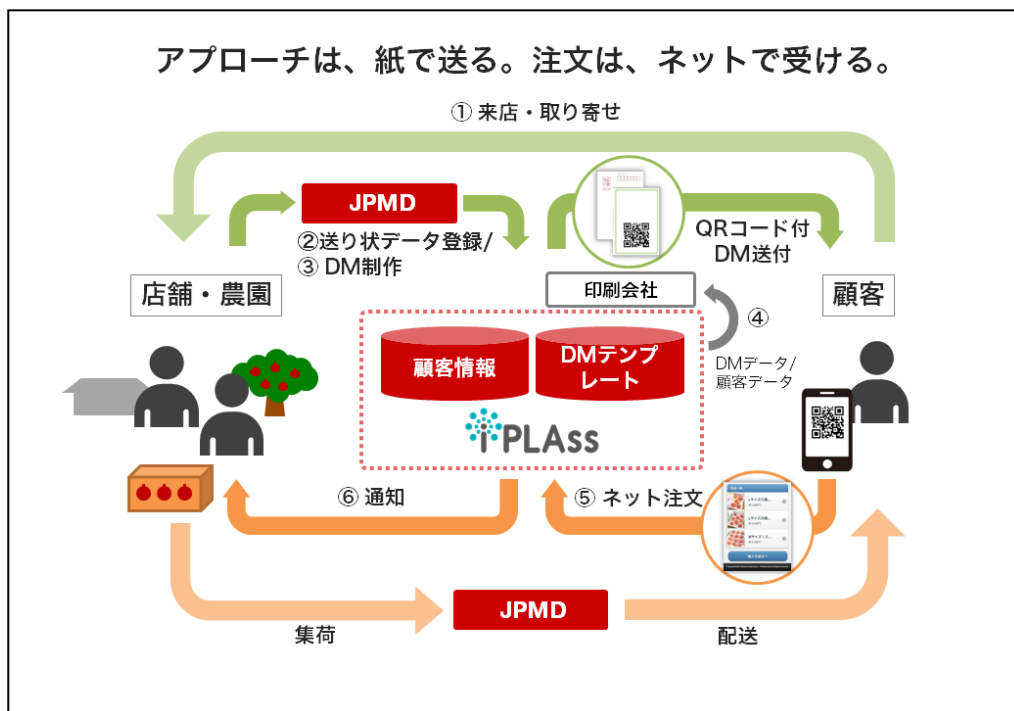 アプローチは、紙で送る。注文は、ネットで受ける。
① 来店・取り寄せ
JPMD
②送り状データ登録/
③ DM制作
QRコード付
DM送付
店舗・農園
印刷会社
顧客
④
DMデータ/
顧客データ
顧客情報
DMテンプ
レート
iPLAss
⑥ 通知
⑤ ネット注文
JPMD
集荷
配送